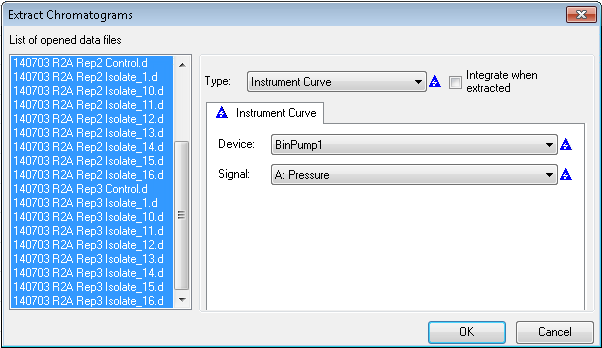 Extract Chromatograms
List of opened data files
140703 R2A Rep2 Control.d
140703 R2A Rep2 Isolate_1.d
140703 R2A Rep2 Isolate_10.d
140703 R2A Rep2 Isolate_11.d
140703 R2A Rep2 Isolate_12.d
140703 R2A Rep2 Isolate_13.d
140703 R2A Rep2 Isolate_14.d
140703 R2A Rep2 Isolate_15.d
140703 R2A Rep2 Isolate_16.d
140703 R2A Rep3 Control.d
140703 R2A Rep3 Isolate_1.d
140703 R2A Rep3 Isolate_10.d
140703 R2A Rep3 Isolate_11.d
140703 R2A Rep3 Isolate_12.d
140703 R2A Rep3 Isolate_13.d
140703 R2A Rep3 Isolate_14.d
140703 R2A Rep3 Isolate_15.d
140703 R2A Rep3 Isolate_16.d
Type: Instrument Curve
Integrate when
extracted
Instrument Curve
Device: BinPump1
Signal: A: Pressure
OK Cancel